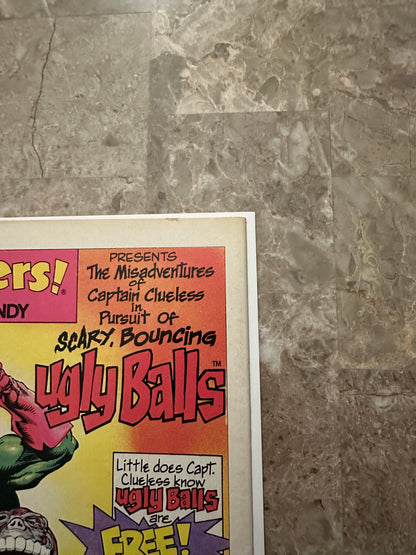 ers!®
NDY
PRESENTS
The Misadventures
of
Captain Clueless
in
Pursuit of
SCARY, BOUNCING
Ugly Balls™
Little does Capt.
Clueless know
Ugly Balls
are
FREE!